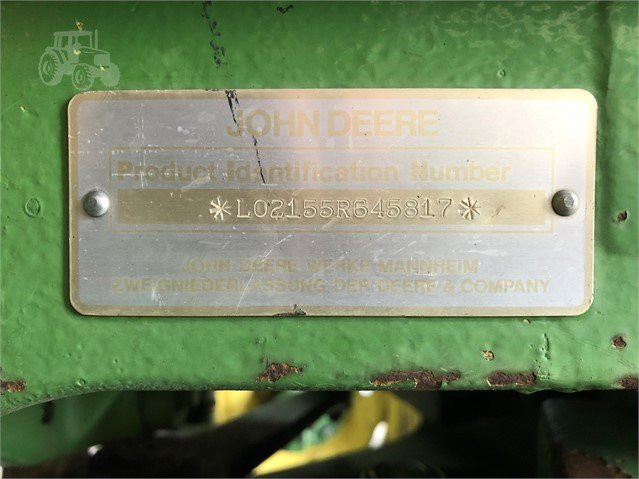 JOHN DEERE
Product Identification Number
*L02155R645817*
JOHN DEERE WERKE MANNHEIM
ZWEIGNIEDERLASSUNG DER DEERE & COMPANY